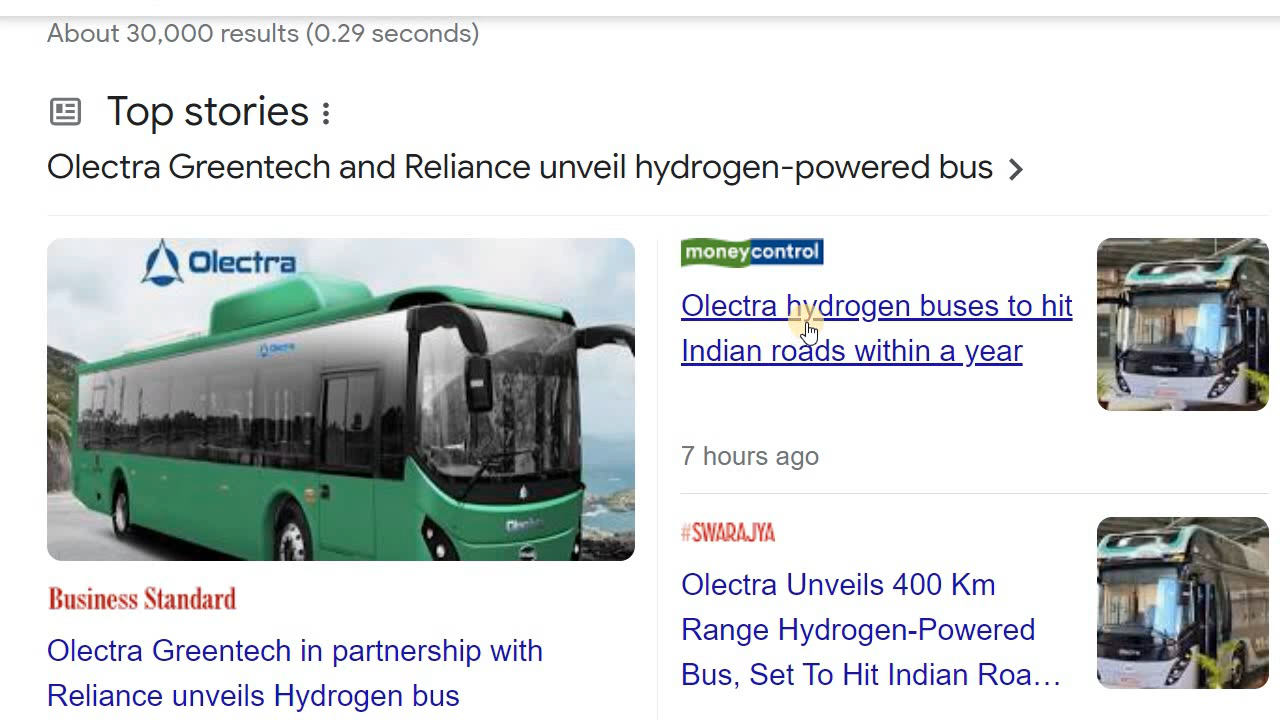 About 30,000 results (0.29 seconds)
Top stories
Olectra Greentech and Reliance unveil hydrogen-powered bus
Olectra
Olectra
Business Standard
Olectra Greentech in partnership with
Reliance unveils Hydrogen bus
moneycontrol
Olectra hydrogen buses to hit
Indian roads within a year
7 hours ago
#SWARAJYA
Olectra Unveils 400 Km
Range Hydrogen-Powered
Bus, Set To Hit Indian Roa...